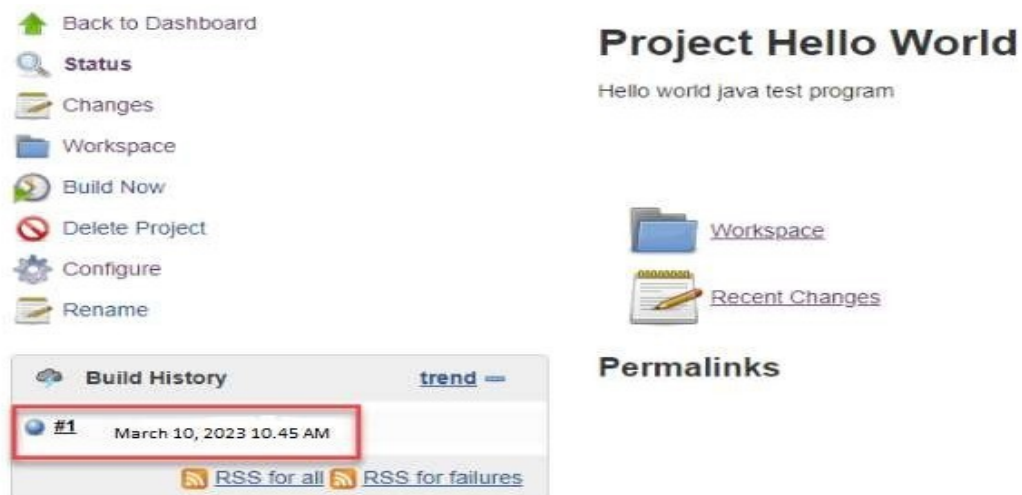 Back to Dashboard
Status
Changes
Workspace
Build Now
Delete Project
Configure
Rename
Build History trend
#1 March 10, 2023 10.45 AM
RSS for all RSS for failures
Project Hello World
Hello world java test program
Workspace
Recent Changes
Permalinks